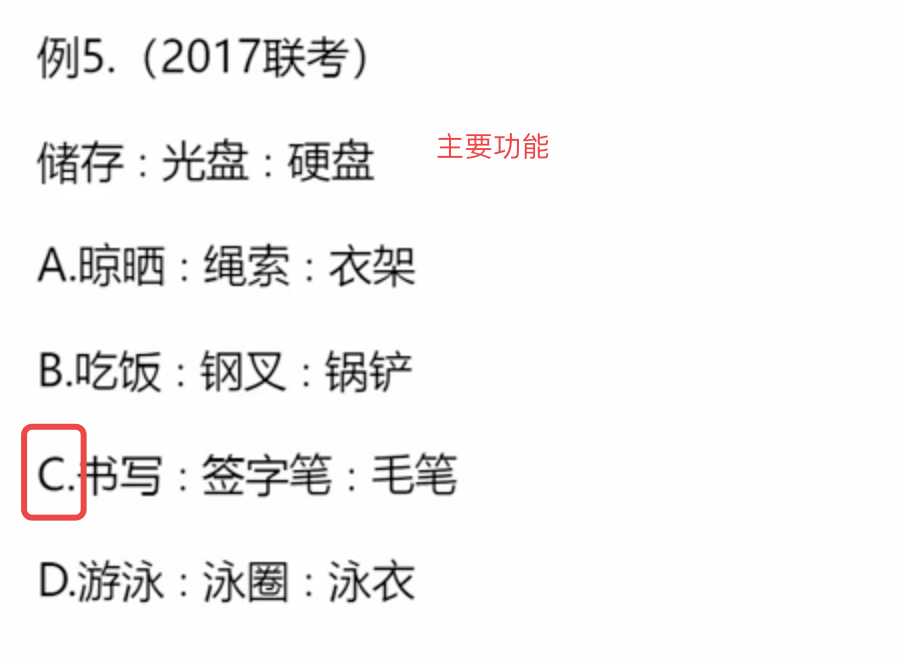 例5.（2017联考）
储存：光盘：硬盘 主要功能
A.晾晒：绳索：衣架
B.吃饭：钢叉：锅铲
C.书写：签字笔：毛笔
D.游泳：泳圈：泳衣